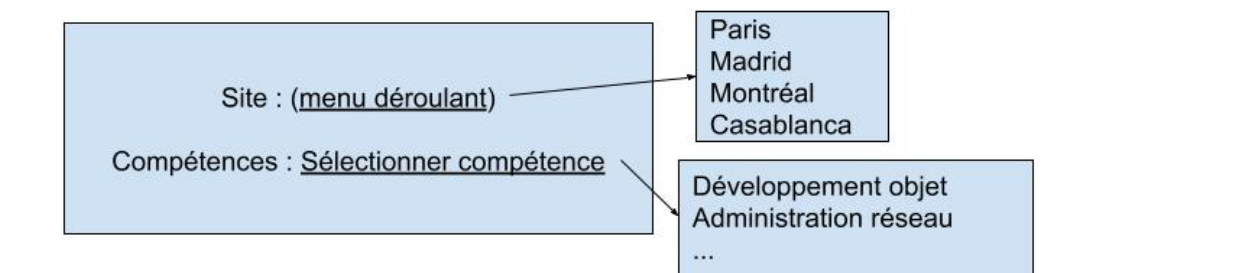 Site : (menu déroulant)
Compétences : Sélectionner compétence
Paris
Madrid
Montréal
Casablanca
Développement objet
Administration réseau
...